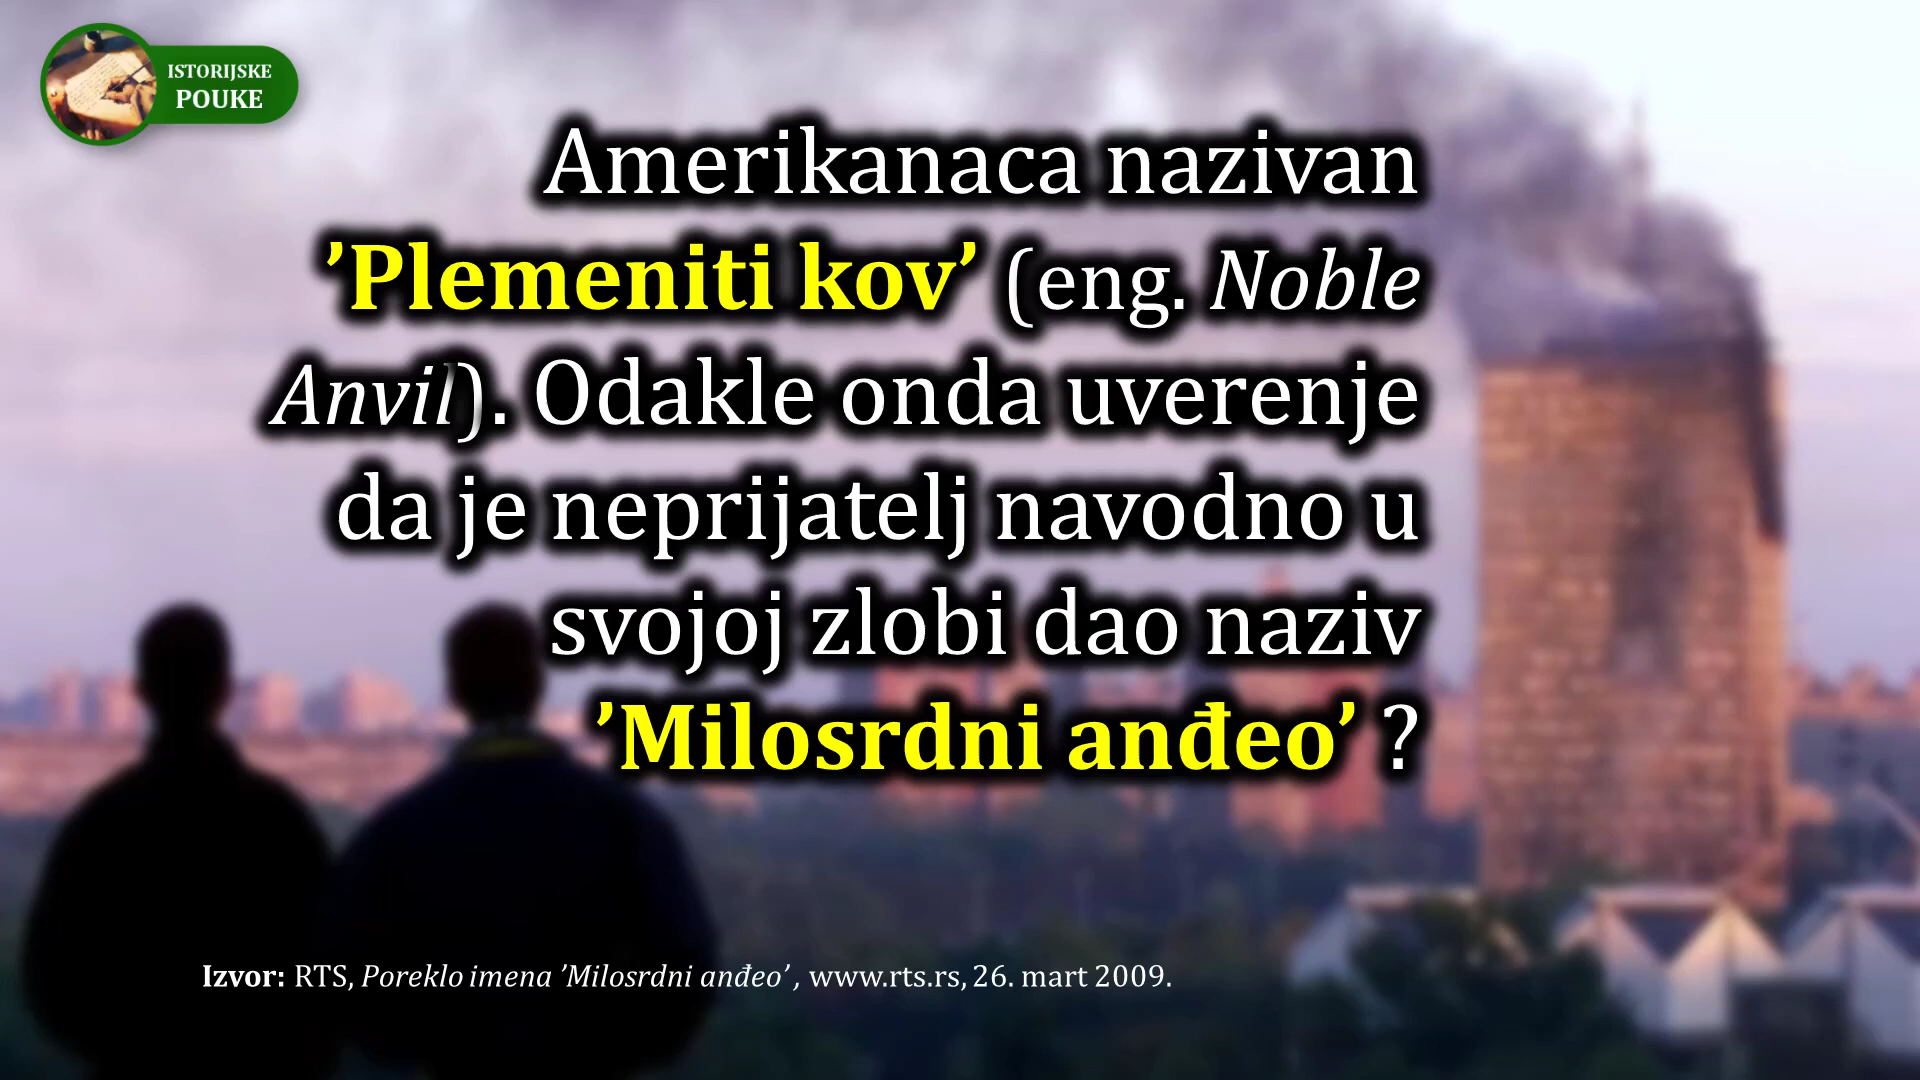 ISTORIJSKE
POUKE
Amerikanaca nazivan
’Plemeniti kov’ (eng. Noble
Anvil). Odakle onda uverenje
da je neprijatelj navodno u
svojoj zlobi dao naziv
’Milosrdni anđeo’ ?
Izvor: RTS, Poreklo imena ’Milosrdni anđeo’ , www.rts.rs, 26. mart 2009.